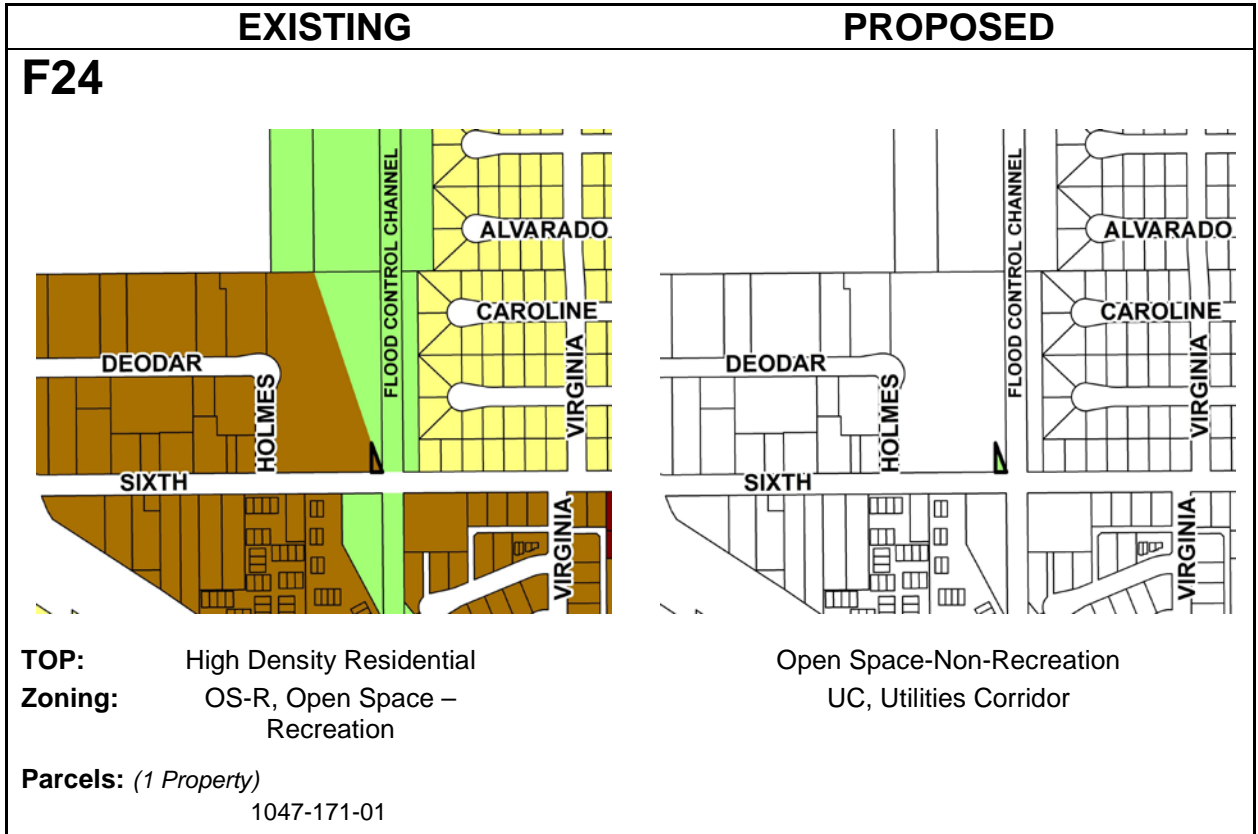 EXISTING
PROPOSED
F24
FLOOD CONTROL CHANNEL
ALVARADO
CAROLINE
DEODAR
HOLMES
VIRGINIA
SIXTH
VIRGINIA
FLOOD CONTROL CHANNEL
ALVARADO
CAROLINE
DEODAR
HOLMES
VIRGINIA
SIXTH
VIRGINIA
TOP: High Density Residential
Open Space-Non-Recreation
Zoning: OS-R, Open Space –
Recreation
UC, Utilities Corridor
Parcels: (1 Property)
1047-171-01